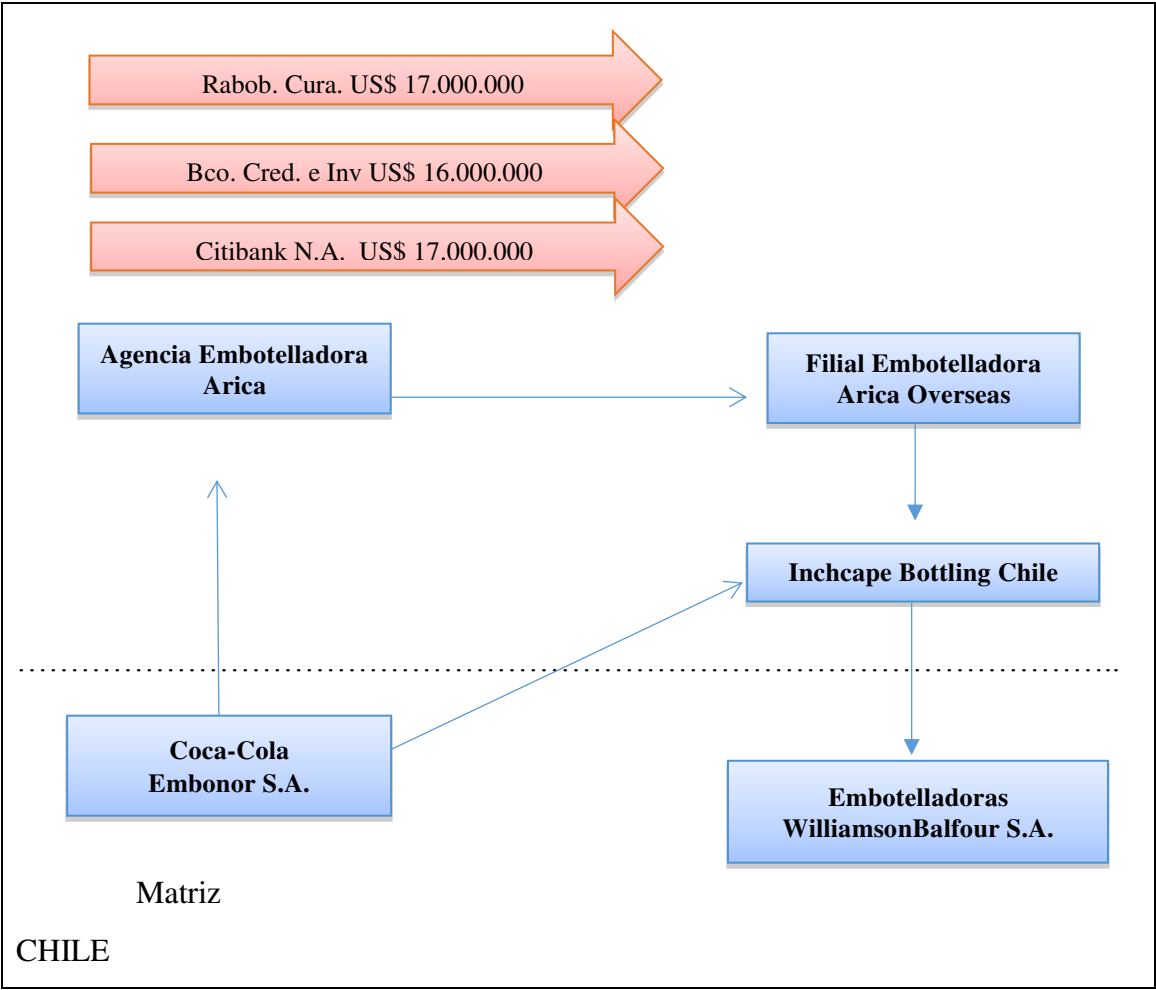 Rabob. Cura. US$ 17.000.000
Bco. Cred. e Inv US$ 16.000.000
Citibank N.A. US$ 17.000.000
Agencia Embotelladora
Arica
Filial Embotelladora
Arica Overseas
Inchcape Bottling Chile
Coca-Cola
Embonor S.A.
Embotelladoras
WilliamsonBalfour S.A.
Matriz
CHILE